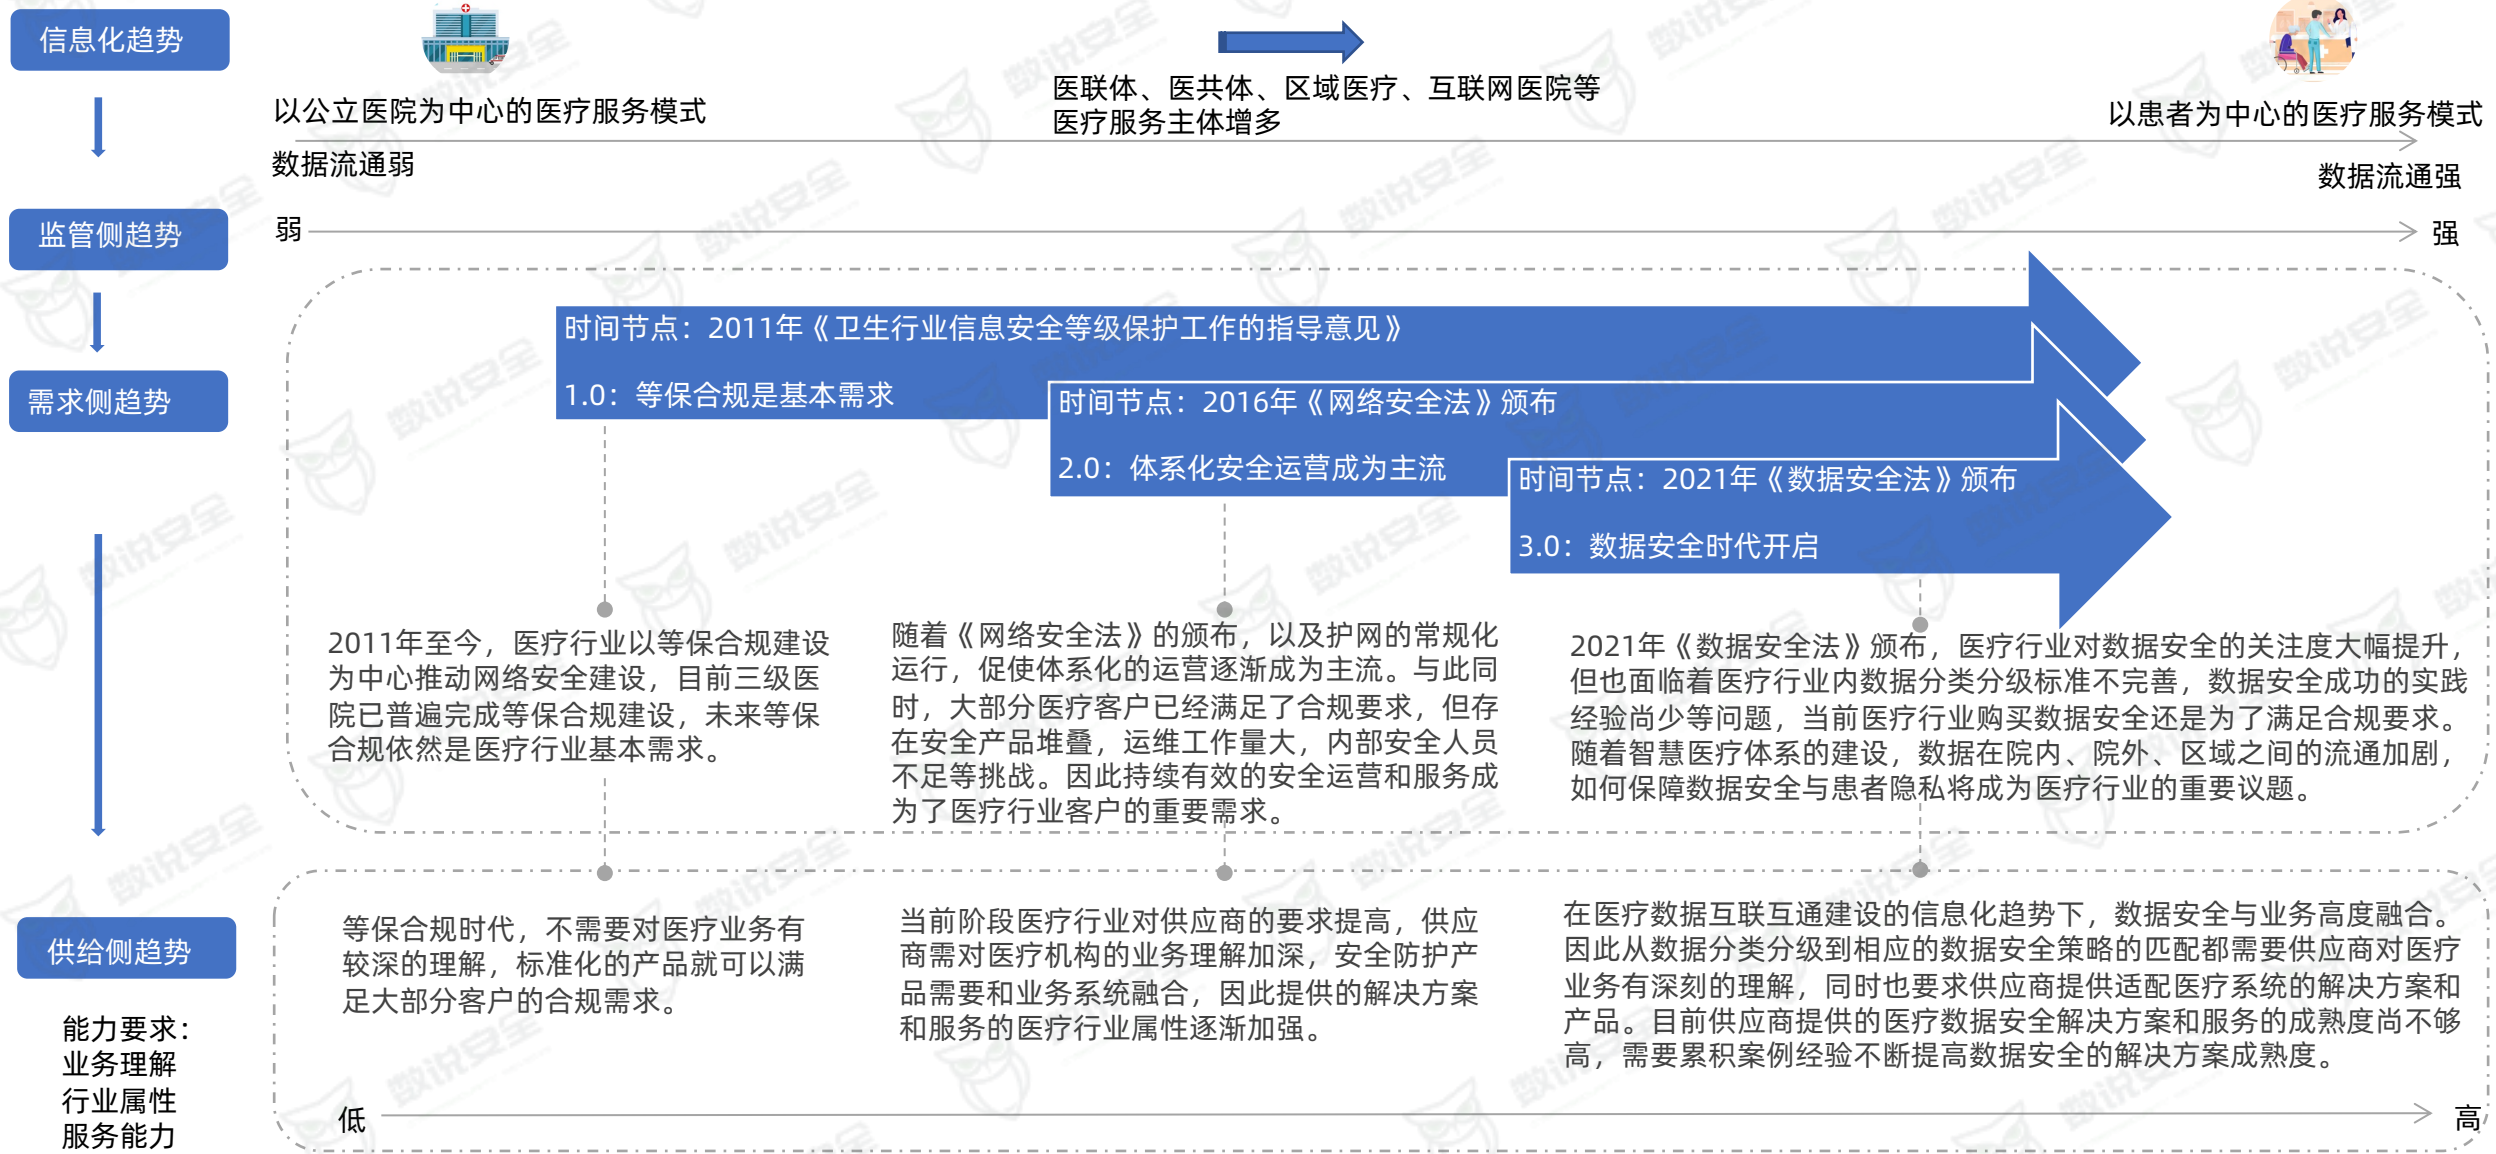 信息化趋势
以公立医院为中心的医疗服务模式
医联体、医共体、区域医疗、互联网医院等
医疗服务主体增多
以患者为中心的医疗服务模式
数据流通弱
数据流通强
监管侧趋势
弱
强
需求侧趋势
时间节点：2011年《卫生行业信息安全等级保护工作的指导意见》
1.0：等保合规是基本需求
时间节点：2016年《网络安全法》颁布
2.0：体系化安全运营成为主流
时间节点：2021年《数据安全法》颁布
3.0：数据安全时代开启
2011年至今，医疗行业以等保合规建设
为中心推动网络安全建设，目前三级医
院已普遍完成等保合规建设，未来等保
合规依然是医疗行业基本需求。
随着《网络安全法》的颁布，以及护网的常规化
运行，促使体系化的运营逐渐成为主流。与此同
时，大部分医疗客户已经满足了合规要求，但存
在安全产品堆叠，运维工作量大，内部安全人员
不足等挑战。因此持续有效的安全运营和服务成
为了医疗行业客户的重要需求。
2021年《数据安全法》颁布，医疗行业对数据安全的关注度大幅提升，
但也面临着医疗行业内数据分类分级标准不完善，数据安全成功的实践
经验尚少等问题，当前医疗行业购买数据安全还是为了满足合规要求。
随着智慧医疗体系的建设，数据在院内、院外、区域之间的流通加剧，
如何保障数据安全与患者隐私将成为医疗行业的重要议题。
供给侧趋势
能力要求：
业务理解
行业属性
服务能力
等保合规时代，不需要对医疗业务有
较深的理解，标准化的产品就可以满
足大部分客户的合规需求。
当前阶段医疗行业对供应商的要求提高，供应
商需对医疗机构的业务理解加深，安全防护产
品需要和业务系统融合，因此提供的解决方案
和服务的医疗行业属性逐渐加强。
在医疗数据互联互通建设的信息化趋势下，数据安全与业务高度融合。
因此从数据分类分级到相应的数据安全策略的匹配都需要供应商对医疗
业务有深刻的理解，同时也要求供应商提供适配医疗系统的解决方案和
产品。目前供应商提供的医疗数据安全解决方案和服务的成熟度尚不够
高，需要累积案例经验不断提高数据安全的解决方案成熟度。
低
高
数说安全